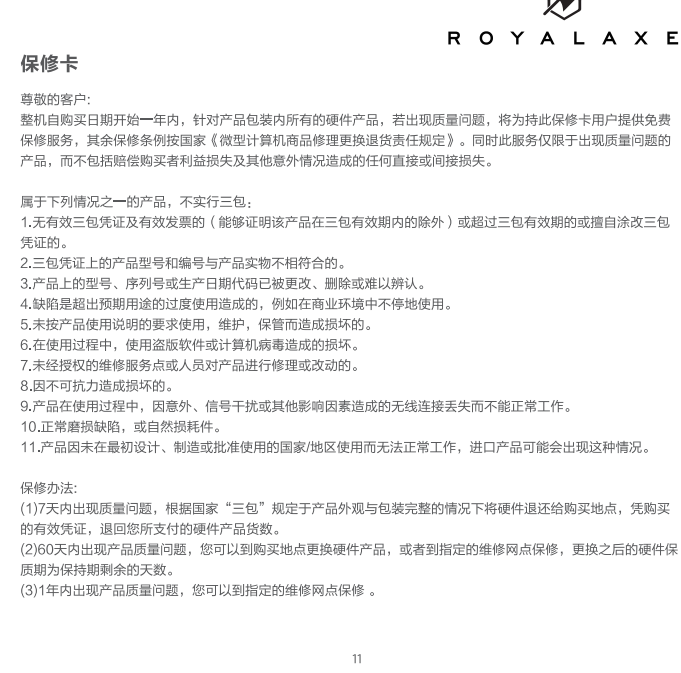 ROYALAXE
保修卡
尊敬的客户:
整机自购买日期开始一年内，针对产品包装内所有的硬件产品，若出现质量问题，将为持此保修卡用户提供免费
保修服务，其余保修条例按国家《微型计算机商品修理更换退货责任规定》。同时此服务仅限于出现质量问题的
产品，而不包括赔偿购买者利益损失及其他意外情况造成的任何直接或间接损失。
属于下列情况之一的产品，不实行三包:
1.无有效三包凭证及有效发票的（能够证明该产品在三包有效期内的除外）或超过三包有效期的或擅自涂改三包
凭证的。
2.三包凭证上的产品型号和编号与产品实物不相符合的。
3.产品上的型号、序列号或生产日期代码已被更改、删除或难以辨认。
4.缺陷是超出预期用途的过度使用造成的，例如在商业环境中不停地使用。
5.未按产品使用说明的要求使用，维护，保管而造成损坏的。
6.在使用过程中，使用盗版软件或计算机病毒造成的损坏。
7.未经授权的维修服务点或人员对产品进行修理或改动的。
8.因不可抗力造成损坏的。
9.产品在使用过程中，因意外、信号干扰或其他影响因素造成的无线连接丢失而不能正常工作。
10.正常磨损缺陷，或自然损耗件。
11.产品因未在最初设计、制造或批准使用的国家/地区使用而无法正常工作，进口产品可能会出现这种情况。
保修办法:
(1)7天内出现质量问题，根据国家“三包”规定于产品外观与包装完整的情况下将硬件退还给购买地点，凭购买
的有效凭证，退回您所支付的硬件产品货数。
(2)60天内出现产品质量问题，您可以到购买地点更换硬件产品，或者到指定的维修网点保修，更换之后的硬件保
质期为保持期剩余的天数。
(3)1年内出现产品质量问题，您可以到指定的维修网点保修 。
11